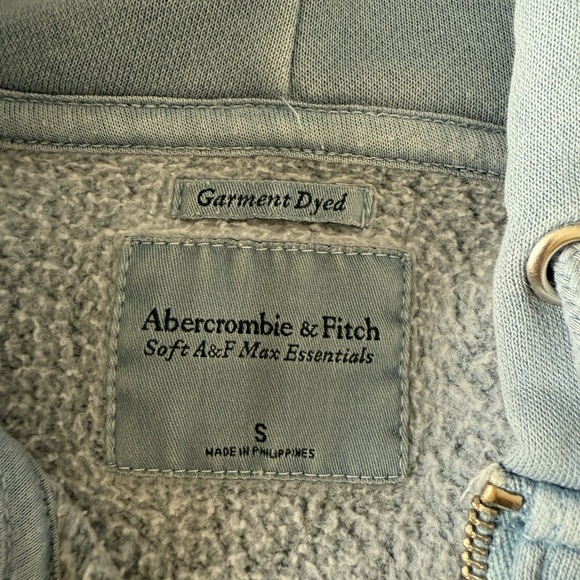 Garment Dyed
Abercrombie & Fitch
Soft A&F Max Essentials
S
MADE IN PHILIPPINES